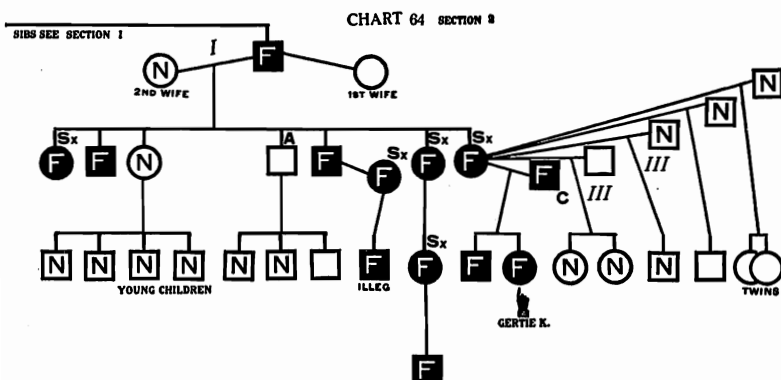 CHART 64 SECTION 2
SIBS SEE SECTION I
I
F
N
2ND WIFE
1ST WIFE
N
F
N
Sx A Sx Sx
F F N F Sx F F F C III III
F
Sx
N N N N N N F F F F N N N
YOUNG CHILDREN ILLEG TWINS
GERTIE K.
F